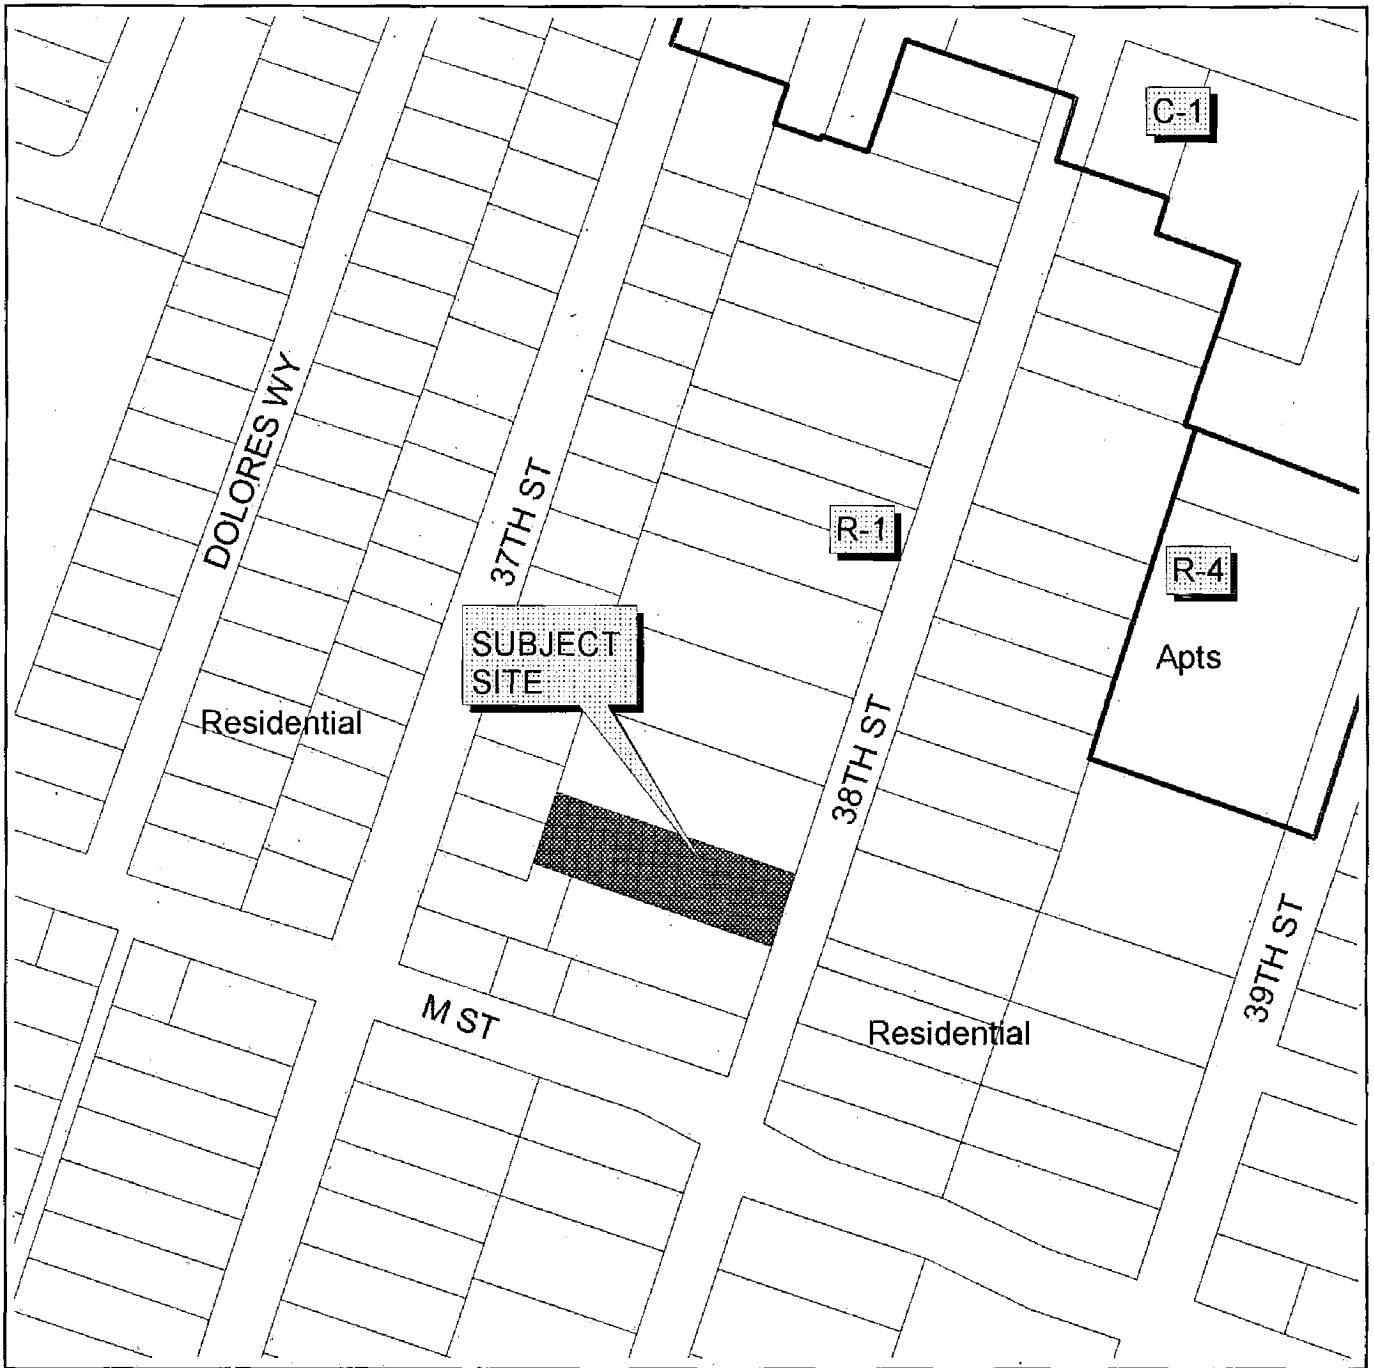 C-1
DOLORES WY
37TH ST
R-1
R-4
SUBJECT
SITE
Apts
Residential
38TH ST
39TH ST
M ST
Residential